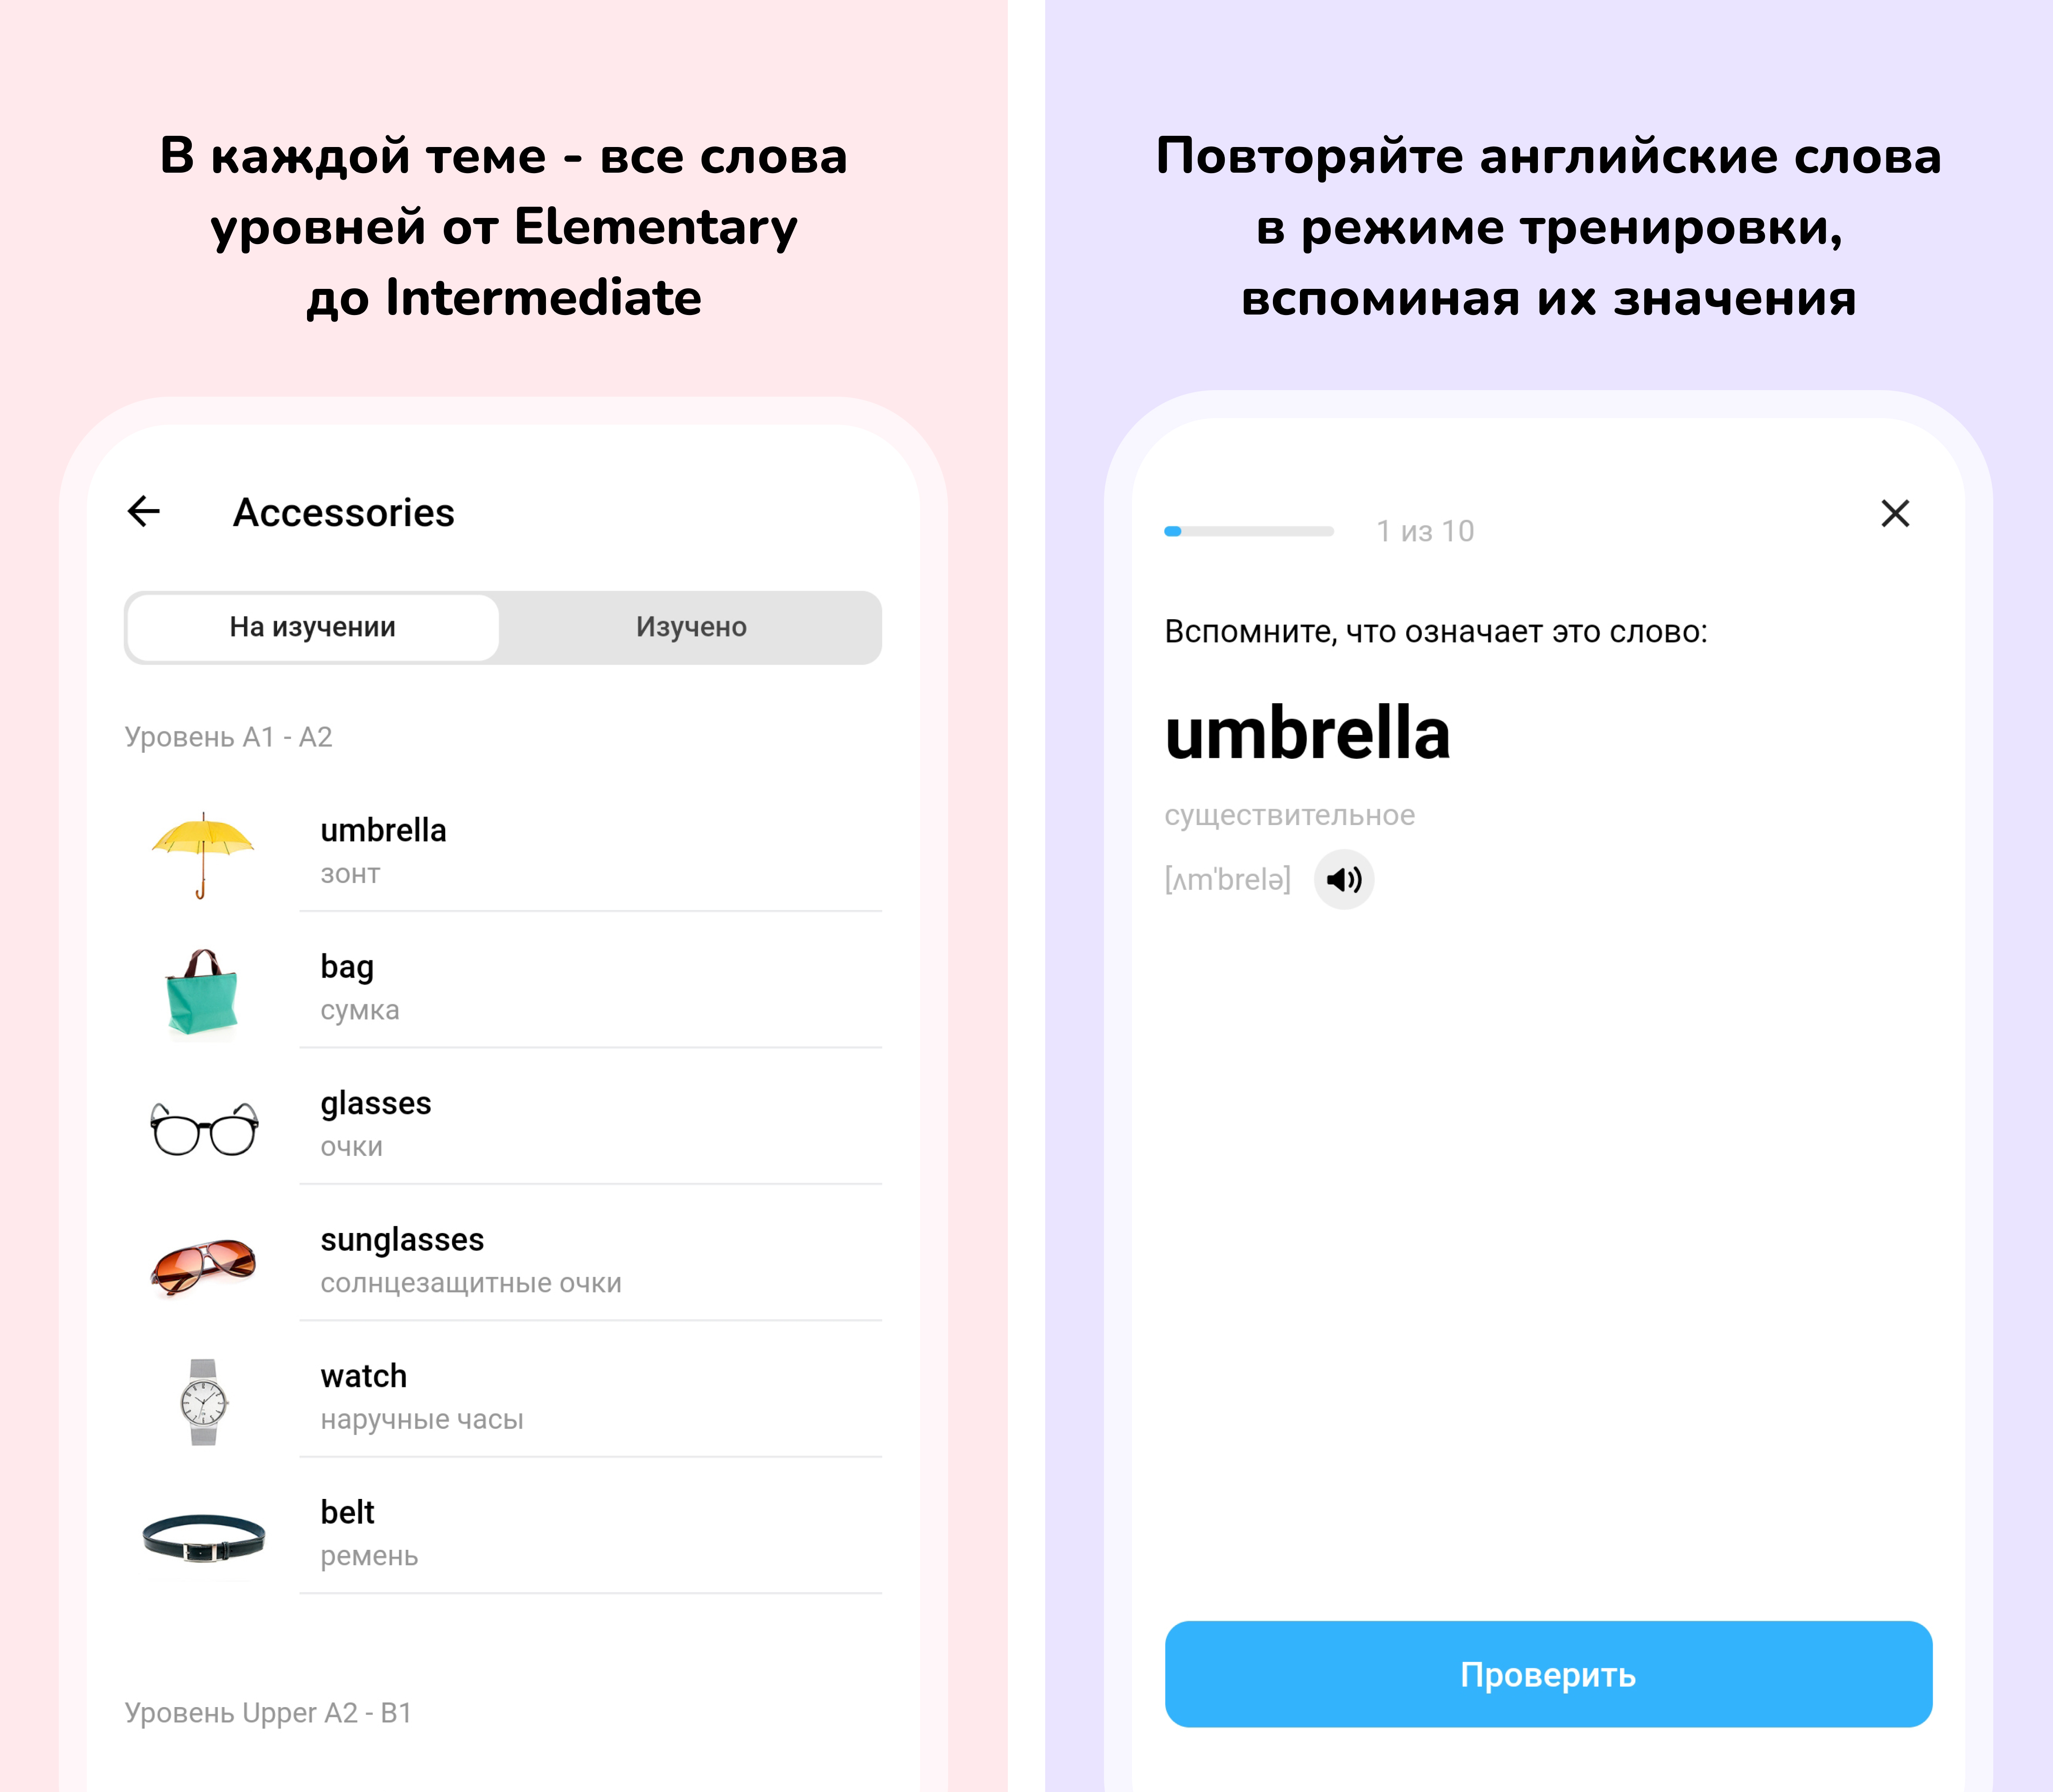 В каждой теме - все слова
уровней от Elementary
до Intermediate
Accessories
На изучении
Изучено
Уровень A1 - A2
umbrella
зонт
bag
сумка
glasses
очки
sunglasses
солнцезащитные очки
watch
наручные часы
belt
ремень
Уровень Upper A2 - B1
Повторяйте английские слова
в режиме тренировки,
вспоминая их значения
1 из 10
Вспомните, что означает это слово:
umbrella
существительное
[ʌm'brelə]
Проверить